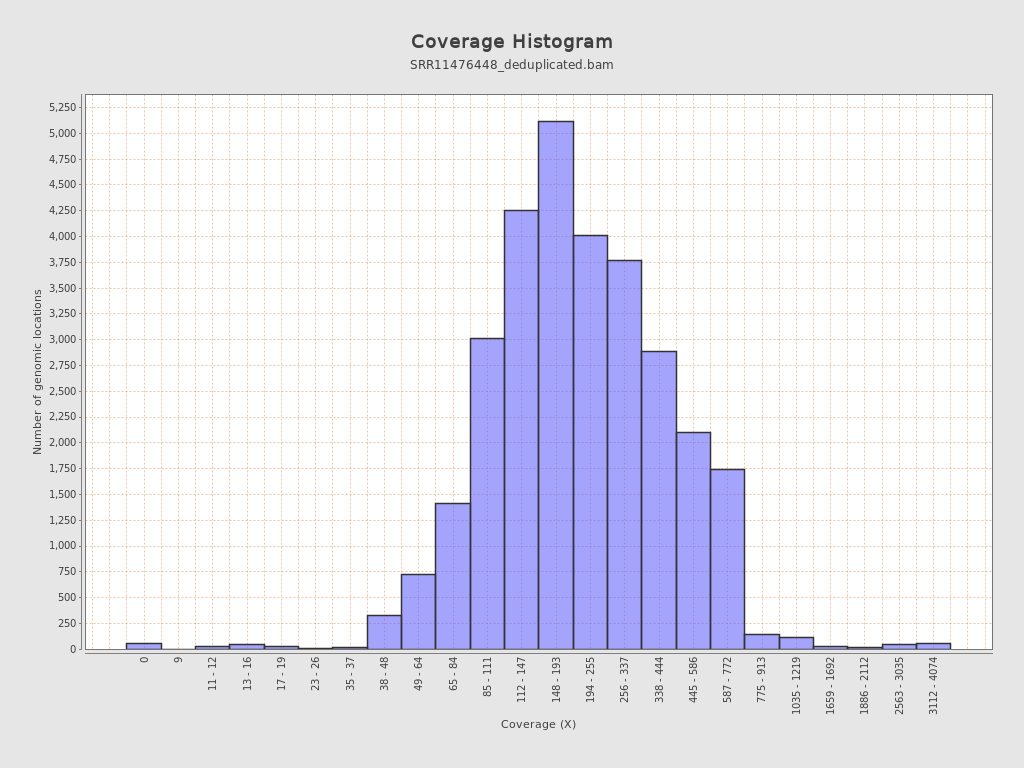 Coverage Histogram
SRR11476448_deduplicated.bam
5,250
5,000
4,750
4,500
4,250
4,000
3,750
3,500
3,250
3,000
2,750
2,500
2,250
2,000
1,750
1,500
1,250
1,000
750
500
250
0
Number of genomic locations
0
9
11 - 12
13 - 16
17 - 19
23 - 26
35 - 37
38 - 48
49 - 64
65 - 84
85 - 111
112 - 147
148 - 193
194 - 255
256 - 337
338 - 444
445 - 586
587 - 772
775 - 913
1035 - 1219
1659 - 1692
1886 - 2112
2563 - 3035
3112 - 4074
Coverage (X)